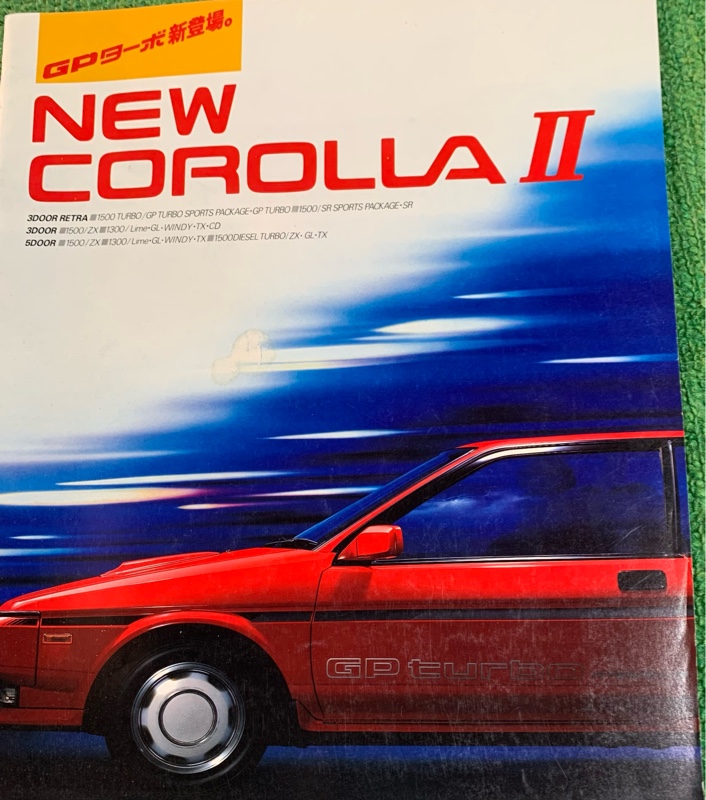 GPターボ新登場。
NEW
COROLLA II
3DOOR RETRA ■1500 TURBO/GP TURBO SPORTS PACKAGE・GP TURBO ■1500/SR SPORTS PACKAGE・SR
3DOOR ■1500/ZX ■1300/Lime・GL・WINDY・TX・CD
5DOOR ■1500/ZX ■1300/Lime・GL・WINDY・TX ■1500DIESEL TURBO/ZX・GL・TX
GP turbo